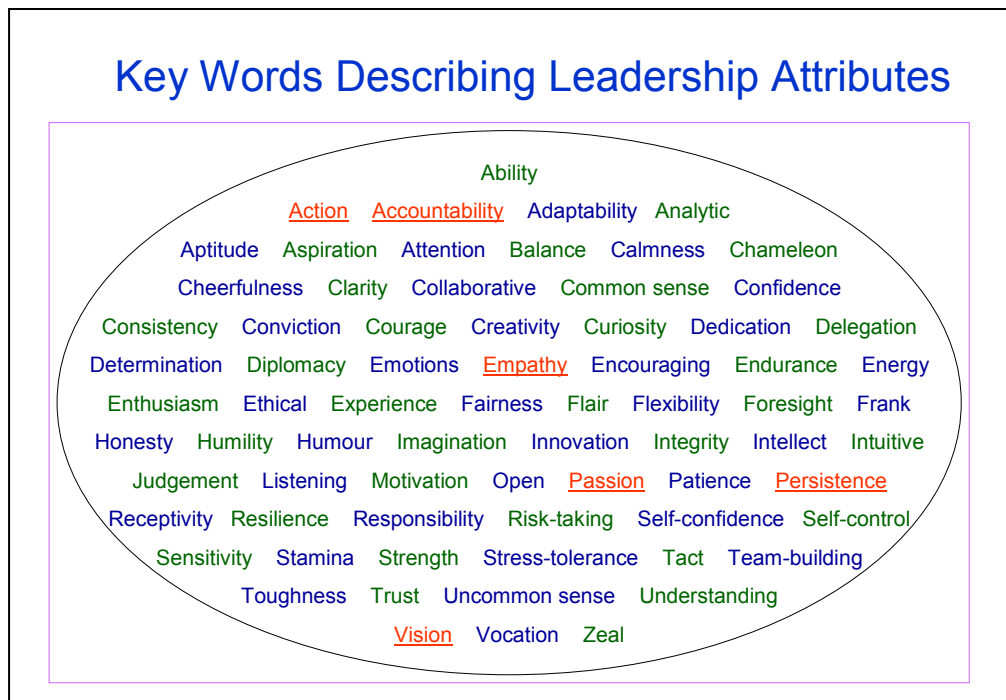 Key Words Describing Leadership Attributes
Ability
Action Accountability Adaptability Analytic
Aptitude Aspiration Attention Balance Calmness Chameleon
Cheerfulness Clarity Collaborative Common sense Confidence
Consistency Conviction Courage Creativity Curiosity Dedication Delegation
Determination Diplomacy Emotions Empathy Encouraging Endurance Energy
Enthusiasm Ethical Experience Fairness Flair Flexibility Foresight Frank
Honesty Humility Humour Imagination Innovation Integrity Intellect Intuitive
Judgement Listening Motivation Open Passion Patience Persistence
Receptivity Resilience Responsibility Risk-taking Self-confidence Self-control
Sensitivity Stamina Strength Stress-tolerance Tact Team-building
Toughness Trust Uncommon sense Understanding
Vision Vocation Zeal